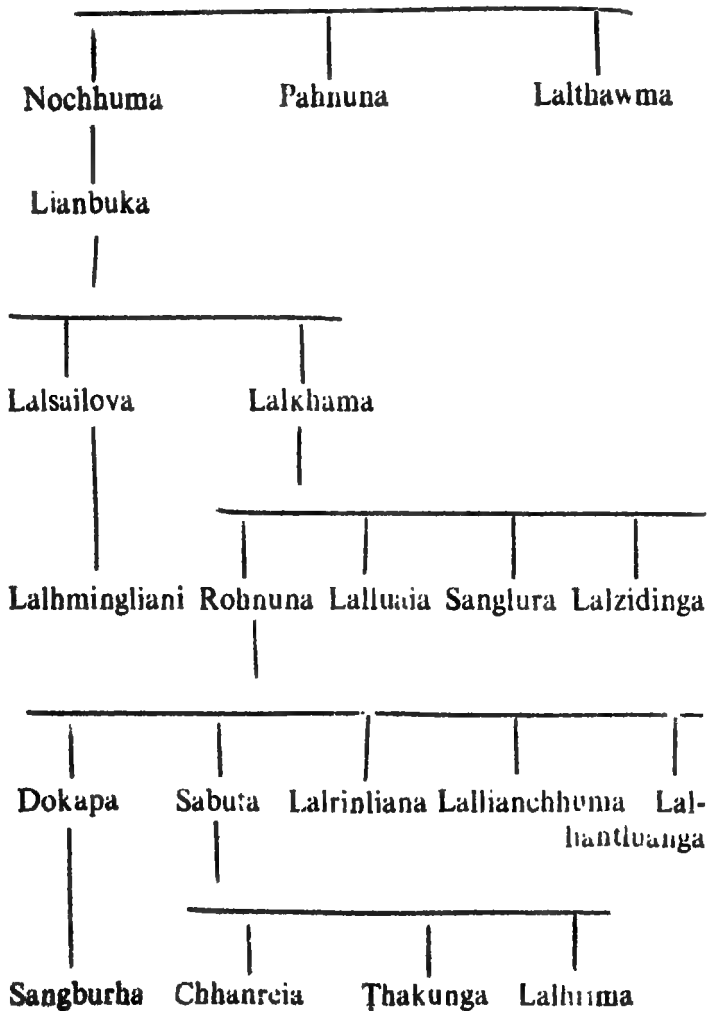 Nochhuma Pahnuna Lalthawma
Lianbuka
Lalsailova Lalkhama
Lalhmingliani Rohnuna Lalluaia Sanglura Lalzidinga
Dokapa Sabuta Lalrinliana Lallianchhuma Lal-
hantluanga
Sangburha Chhanreia Thakunga